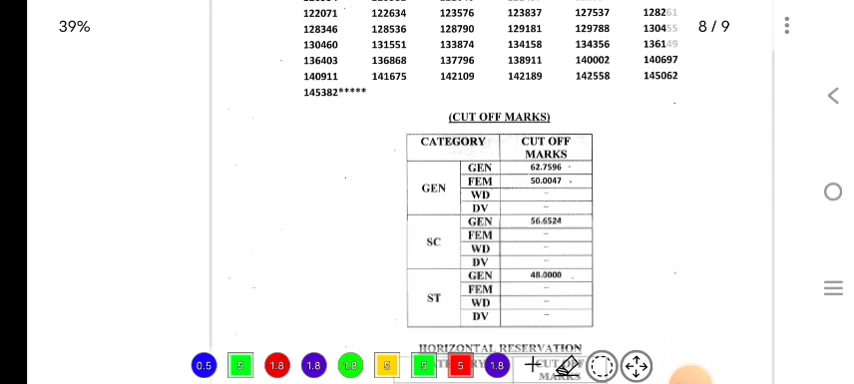 39%
8 / 9
122071 122634 123576 123837 127537 128261
128346 128536 128790 129181 129788 130455
130460 131551 133874 134158 134356 136149
136403 136868 137796 138911 140002 140697
140911 141675 142109 142189 142558 145062
145382*****
(CUT OFF MARKS)
CATEGORY CUT OFF
MARKS
GEN GEN 62.7596
FEM 50.0047
WD –
DV –
SC GEN 56.6524
FEM –
WD –
DV –
ST GEN 48.0000
FEM –
WD –
DV –
HORIZONTAL RESERVATION
MARKS
0.5 5 1.8 1.8 1.8 5 5 5 1.8